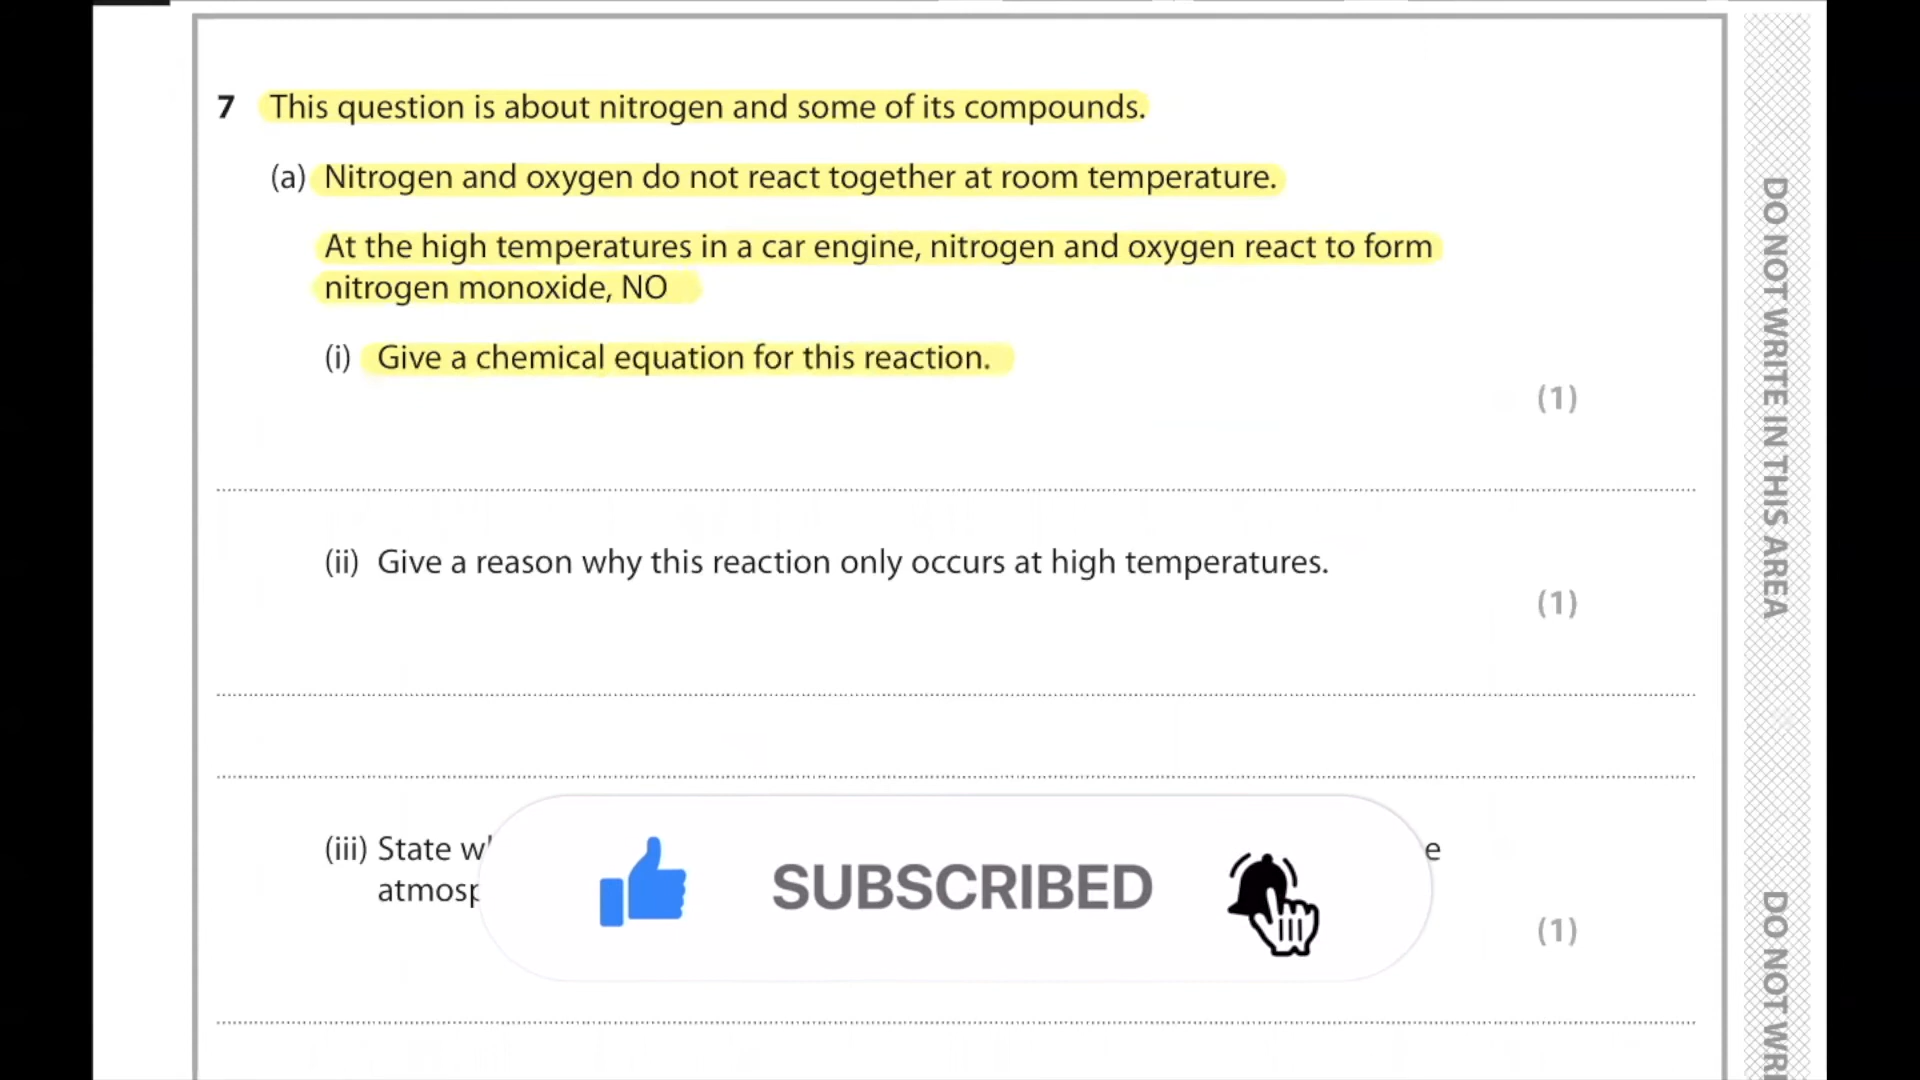 7 This question is about nitrogen and some of its compounds.
(a) Nitrogen and oxygen do not react together at room temperature.
At the high temperatures in a car engine, nitrogen and oxygen react to form
nitrogen monoxide, NO
(i) Give a chemical equation for this reaction.
(1)
(ii) Give a reason why this reaction only occurs at high temperatures.
(1)
(iii) State
SUBSCRIBED
(1)
DO NOT WRITE IN THIS AREA
DO NOT